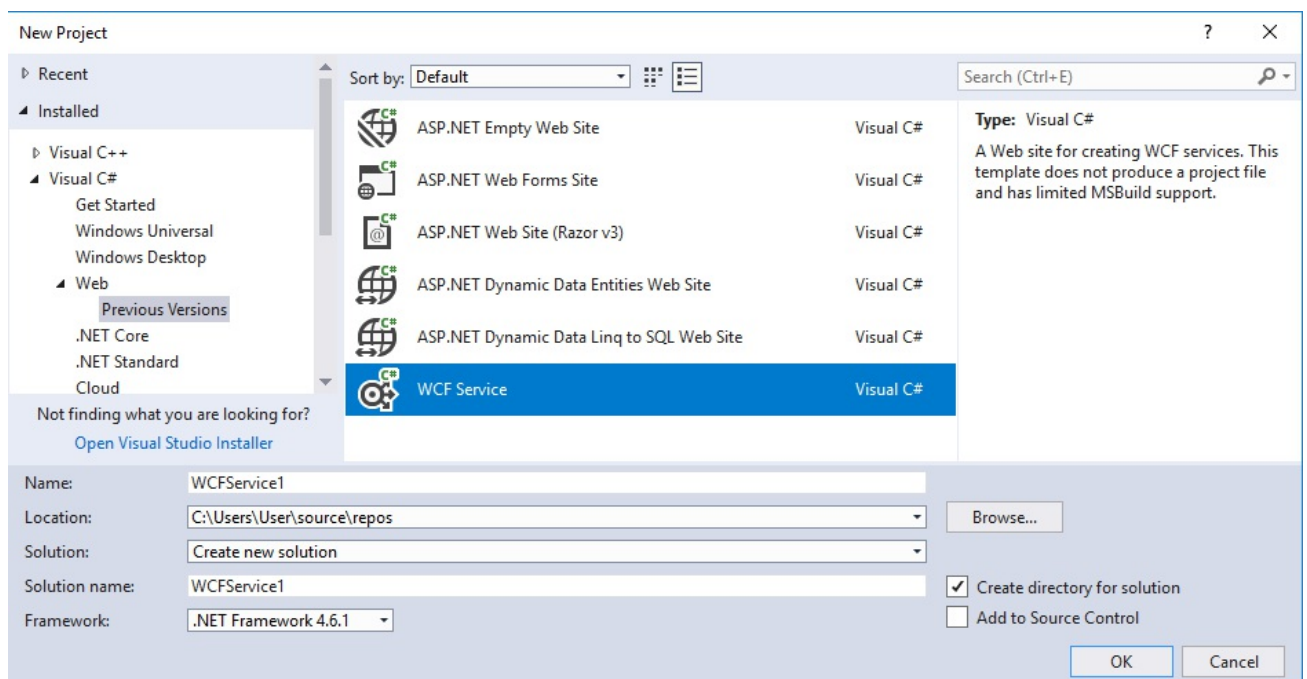 New Project
?
Recent
Installed
Visual C++
Visual C#
Get Started
Windows Universal
Windows Desktop
Web
Previous Versions
.NET Core
.NET Standard
Cloud
Not finding what you are looking for?
Open Visual Studio Installer
Sort by: Default
C# ASP.NET Empty Web Site Visual C#
C# ASP.NET Web Forms Site Visual C#
C# @ ASP.NET Web Site (Razor v3) Visual C#
C# ASP.NET Dynamic Data Entities Web Site Visual C#
C# ASP.NET Dynamic Data Linq to SQL Web Site Visual C#
C# WCF Service Visual C#
Search (Ctrl+E)
Type: Visual C#
A Web site for creating WCF services. This
template does not produce a project file
and has limited MSBuild support.
Name: WCFService1
Location: C:\Users\User\source\repos
Browse...
Solution: Create new solution
Solution name: WCFService1
Create directory for solution
Framework: .NET Framework 4.6.1
Add to Source Control
OK Cancel